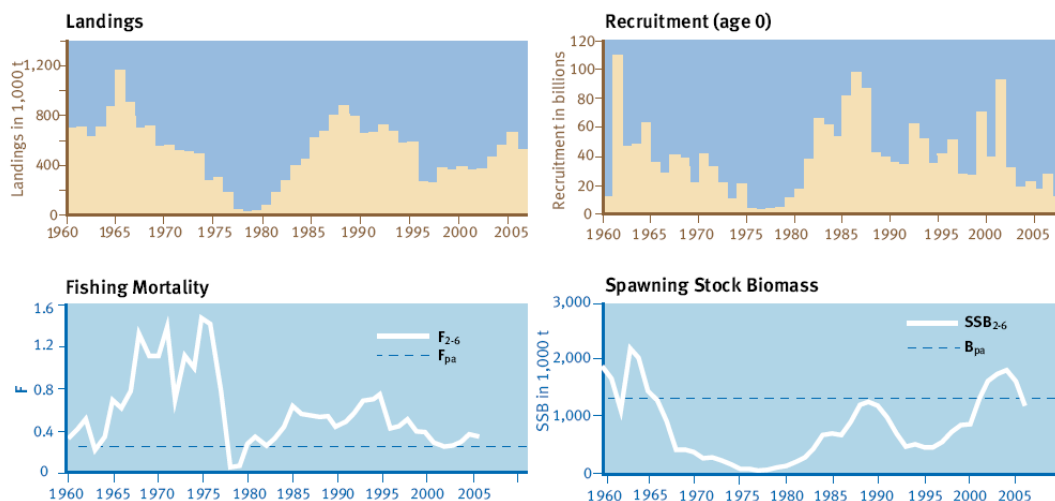 Landings
Landings in 1,000 t
1,200
800
400
0
1960 1965 1970 1975 1980 1985 1990 1995 2000 2005
Recruitment (age 0)
Recruitment in billions
120
100
80
60
40
20
0
1960 1965 1970 1975 1980 1985 1990 1995 2000 2005
Fishing Mortality
F
1.6
1.2
0.8
0.4
0
F2-6
Fpa
1960 1965 1970 1975 1980 1985 1990 1995 2000 2005
Spawning Stock Biomass
SSB in 1,000 t
3,000
2,000
1,000
0
SSB2-6
Bpa
1960 1965 1970 1975 1980 1985 1990 1995 2000 2005